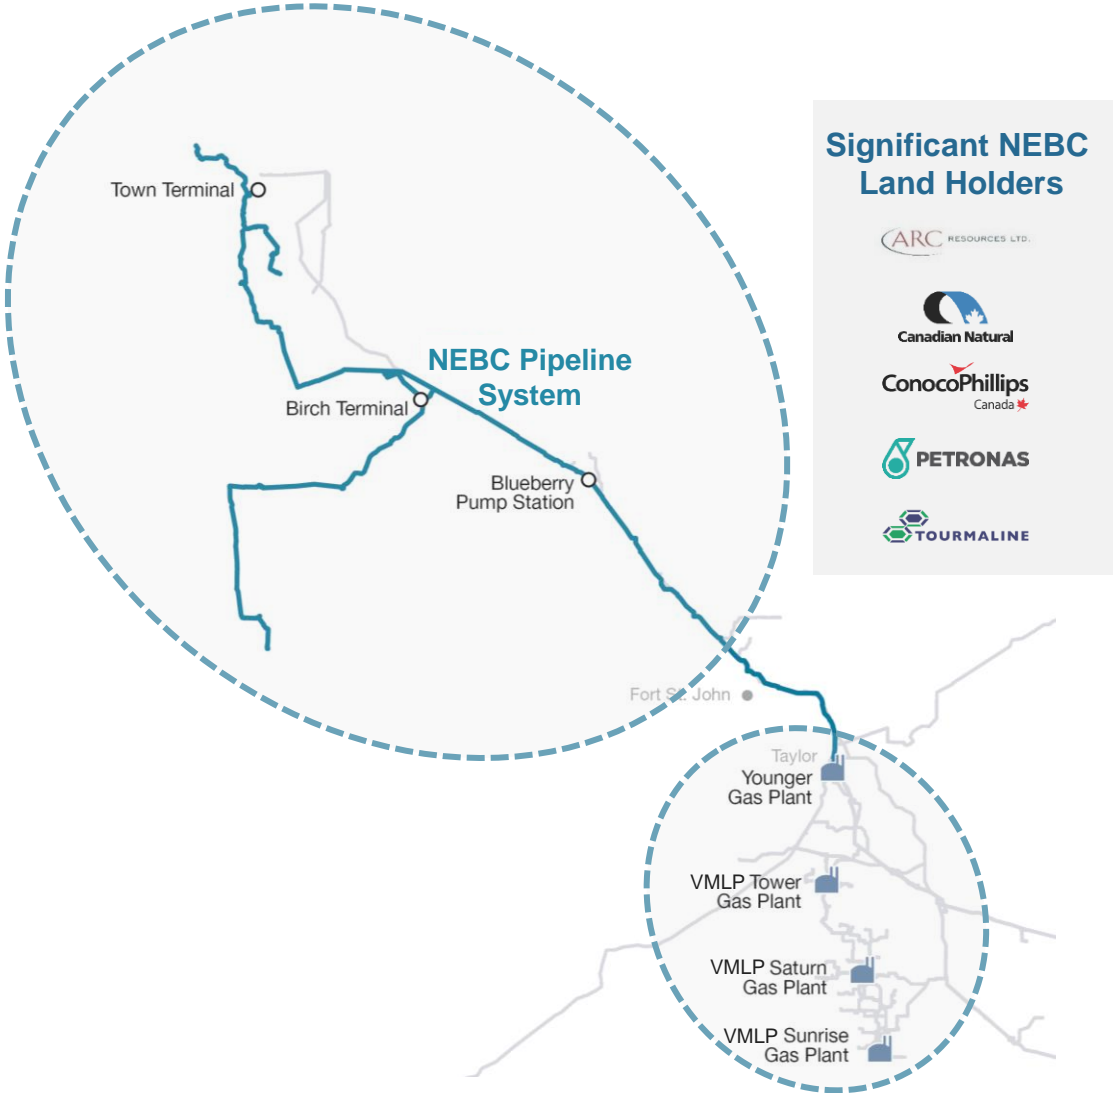 Significant NEBC
Land Holders
ARC RESOURCES LTD.
Canadian Natural
ConocoPhillips
Canada
PETRONAS
TOURMALINE
Town Terminal
NEBC Pipeline
System
Birch Terminal
Blueberry
Pump Station
Fort St. John
Taylor
Younger
Gas Plant
VMLP Tower
Gas Plant
VMLP Saturn
Gas Plant
VMLP Sunrise
Gas Plant